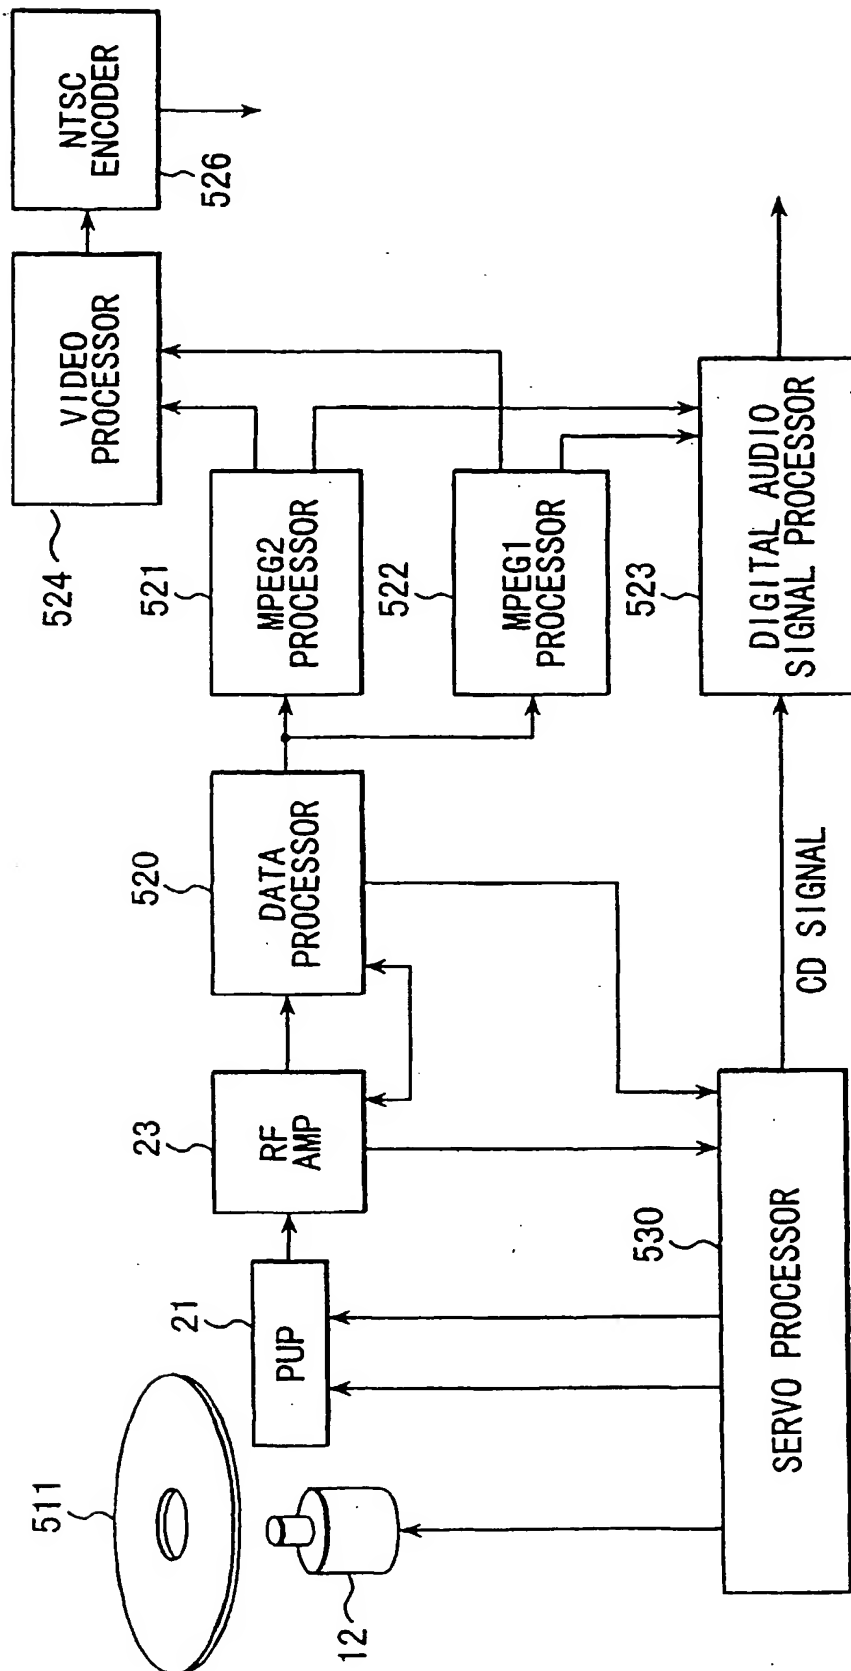 511
12
21
PUP
23
RF
AMP
520
DATA
PROCESSOR
521
MPEG2
PROCESSOR
522
MPEG1
PROCESSOR
524
VIDEO
PROCESSOR
NTSC
ENCODER
526
530
SERVO PROCESSOR
CD SIGNAL
523
DIGITAL AUDIO
SIGNAL PROCESSOR